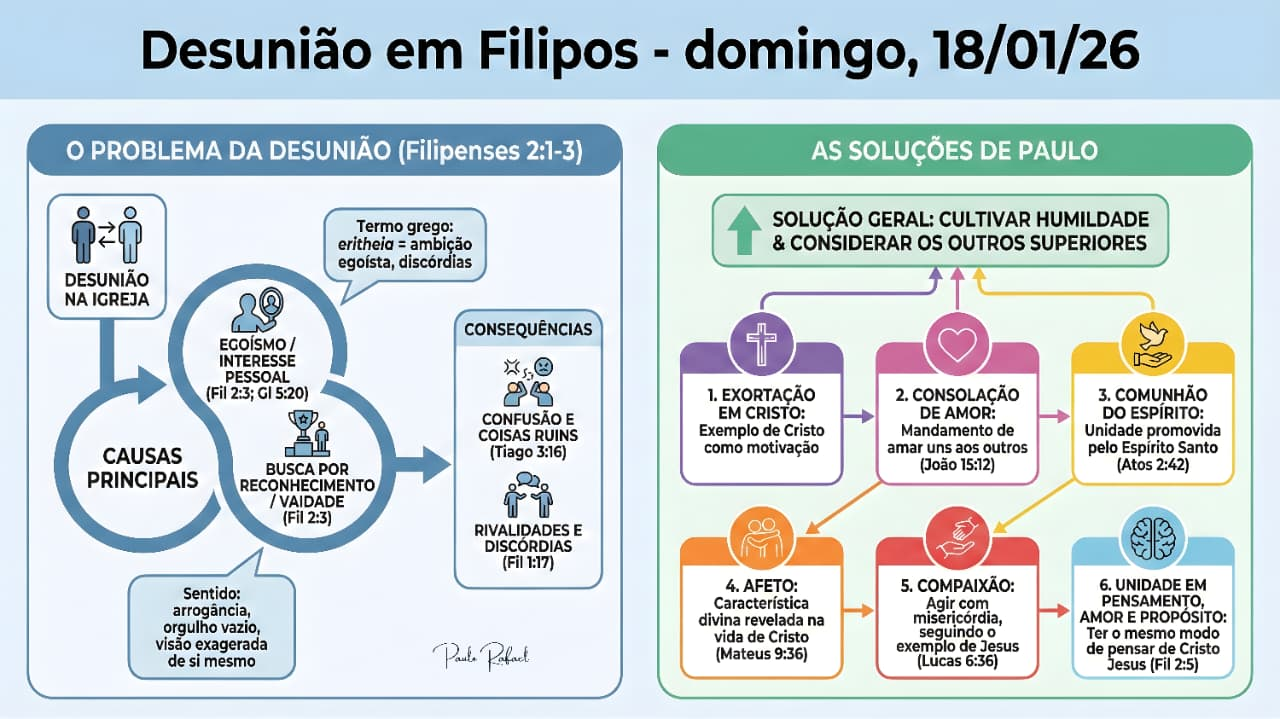 Desunião em Filipos - domingo, 18/01/26
O PROBLEMA DA DESUNIÃO (Filipenses 2:1-3)
DESUNIÃO
NA IGREJA
Termo grego:
eritheia = ambição
egoísta, discórdias
EGOÍSMO /
INTERESSE
PESSOAL
(Fil 2:3; Gl 5:20)
CAUSAS
PRINCIPAIS
BUSCA POR
RECONHECIMENTO
/ VAIDADE
(Fil 2:3)
Sentido:
arrogância,
orgulho vazio,
visão exagerada
de si mesmo
CONSEQUÊNCIAS
CONFUSÃO E
COISAS RUINS
(Tiago 3:16)
RIVALIDADES E
DISCÓRDIAS
(Fil 1:17)
Paulo Rafael
AS SOLUÇÕES DE PAULO
SOLUÇÃO GERAL: CULTIVAR HUMILDADE
& CONSIDERAR OS OUTROS SUPERIORES
1. EXORTAÇÃO
EM CRISTO:
Exemplo de Cristo
como motivação
2. CONSOLAÇÃO
DE AMOR:
Mandamento de
amar uns aos outros
(João 15:12)
3. COMUNHÃO
DO ESPÍRITO:
Unidade promovida
pelo Espírito Santo
(Atos 2:42)
4. AFETO:
Característica
divina revelada na
vida de Cristo
(Mateus 9:36)
5. COMPAIXÃO:
Agir com
misericórdia,
seguindo o
exemplo de Jesus
(Lucas 6:36)
6. UNIDADE EM
PENSAMENTO,
AMOR E PROPÓSITO:
Ter o mesmo modo
de pensar de Cristo
Jesus (Fil 2:5)